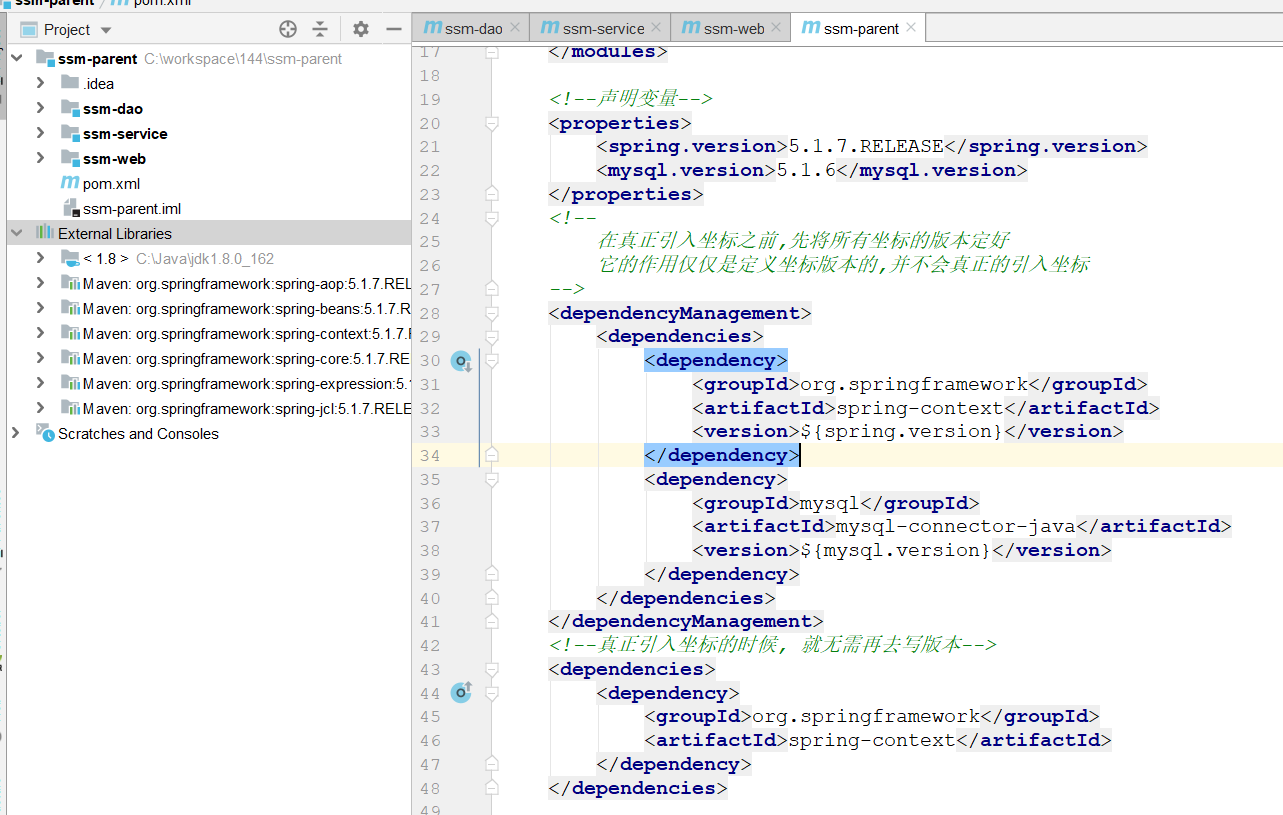 ssm-parent pom.xml
Project
ssm-parent C:\workspace\144\ssm-parent
.idea
ssm-dao
ssm-service
ssm-web
pom.xml
ssm-parent.iml
External Libraries
< 1.8 > C:\Java\jdk1.8.0_162
Maven: org.springframework:spring-aop:5.1.7.REL
Maven: org.springframework:spring-beans:5.1.7.R
Maven: org.springframework:spring-context:5.1.7.
Maven: org.springframework:spring-core:5.1.7.RE
Maven: org.springframework:spring-expression:5.
Maven: org.springframework:spring-jcl:5.1.7.RELE
Scratches and Consoles
ssm-dao ssm-service ssm-web ssm-parent
17 </modules>
18
19 <!--声明变量-->
20 <properties>
21 <spring.version>5.1.7.RELEASE</spring.version>
22 <mysql.version>5.1.6</mysql.version>
23 </properties>
24 <!--
25 在真正引入坐标之前,先将所有坐标的版本定好
26 它的作用仅仅是定义坐标版本的,并不会真正的引入坐标
27 -->
28 <dependencyManagement>
29 <dependencies>
30 <dependency>
31 <groupId>org.springframework</groupId>
32 <artifactId>spring-context</artifactId>
33 <version>${spring.version}</version>
34 </dependency>
35 <dependency>
36 <groupId>mysql</groupId>
37 <artifactId>mysql-connector-java</artifactId>
38 <version>${mysql.version}</version>
39 </dependency>
40 </dependencies>
41 </dependencyManagement>
42 <!--真正引入坐标的时候, 就无需再去写版本-->
43 <dependencies>
44 <dependency>
45 <groupId>org.springframework</groupId>
46 <artifactId>spring-context</artifactId>
47 </dependency>
48 </dependencies>
49